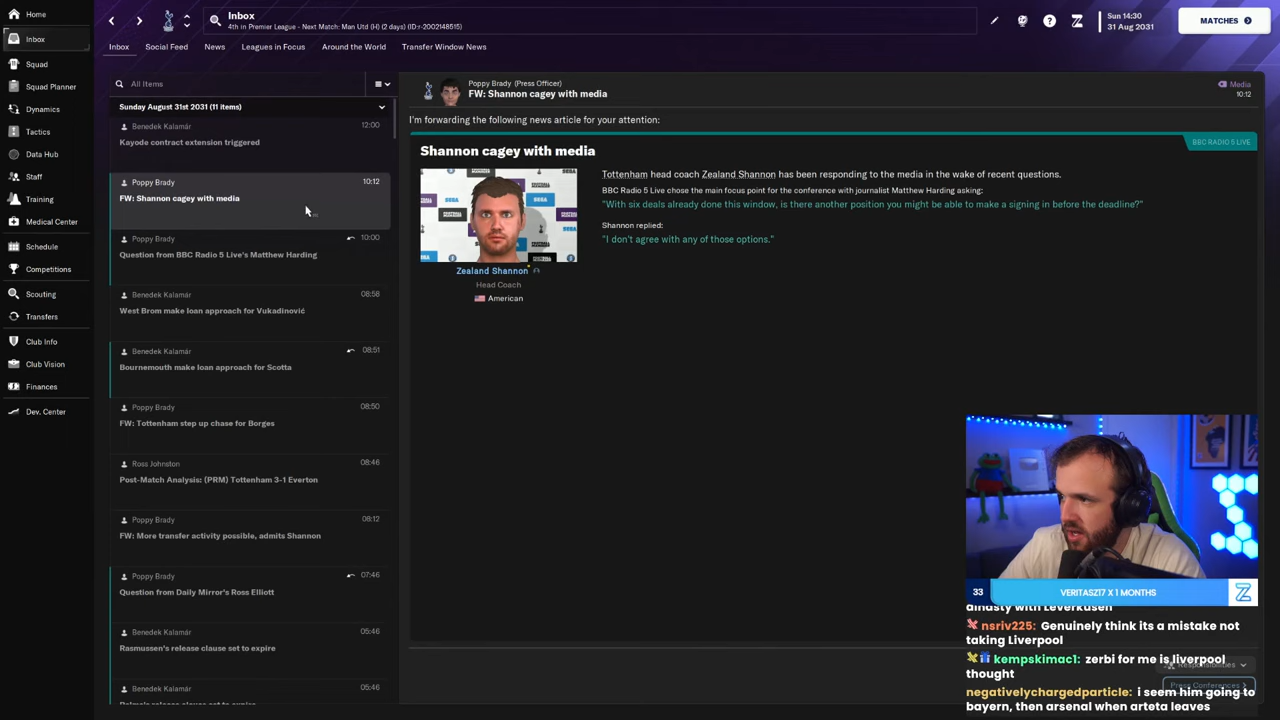 Home
Inbox
Squad
Squad Planner
Dynamics
Tactics
Data Hub
Staff
Training
Medical Center
Schedule
Competitions
Scouting
Transfers
Club Info
Club Vision
Finances
Dev. Center
Inbox
4th in Premier League - Next Match: Man Utd (H) (2 days) (ID:-2002148515)
Sun 14:30
31 Aug 2031
MATCHES
Inbox
Social Feed
News
Leagues in Focus
Around the World
Transfer Window News
All Items
Sunday August 31st 2031 (11 items)
Benedek Kalamár
12:00
Kayode contract extension triggered
Poppy Brady
10:12
FW: Shannon cagey with media
Poppy Brady
10:00
Question from BBC Radio 5 Live's Matthew Harding
Benedek Kalamár
08:58
West Brom make loan approach for Vukadinović
Benedek Kalamár
08:51
Bournemouth make loan approach for Scotta
Poppy Brady
08:50
FW: Tottenham step up chase for Borges
Ross Johnston
08:46
Post-Match Analysis: (PRM) Tottenham 3-1 Everton
Poppy Brady
08:12
FW: More transfer activity possible, admits Shannon
Poppy Brady
07:46
Question from Daily Mirror's Ross Elliott
Benedek Kalamár
05:46
Rasmussen's release clause set to expire
Benedek Kalamár
05:46
release clause set to expire
Poppy Brady (Press Officer)
FW: Shannon cagey with media
Media
10:12
I'm forwarding the following news article for your attention:
BBC RADIO 5 LIVE
Shannon cagey with media
Zealand Shannon
Head Coach
American
Tottenham head coach Zealand Shannon has been responding to the media in the wake of recent questions.
BBC Radio 5 Live chose the main focus point for the conference with journalist Matthew Harding asking:
"With six deals already done this window, is there another position you might be able to make a signing in before the deadline?"
Shannon replied:
"I don't agree with any of those options."
33
VERITASZ17 X 1 MONTHS
Z
dinasty with Leverkusen
nsriv225: Genuinely think its a mistake not
taking Liverpool
kempskimac1: zerbi for me is liverpool
thought
negativelychargedparticle: i seem him going to
bayern, then arsenal when arteta leaves
Responsibilities
Press Conferences